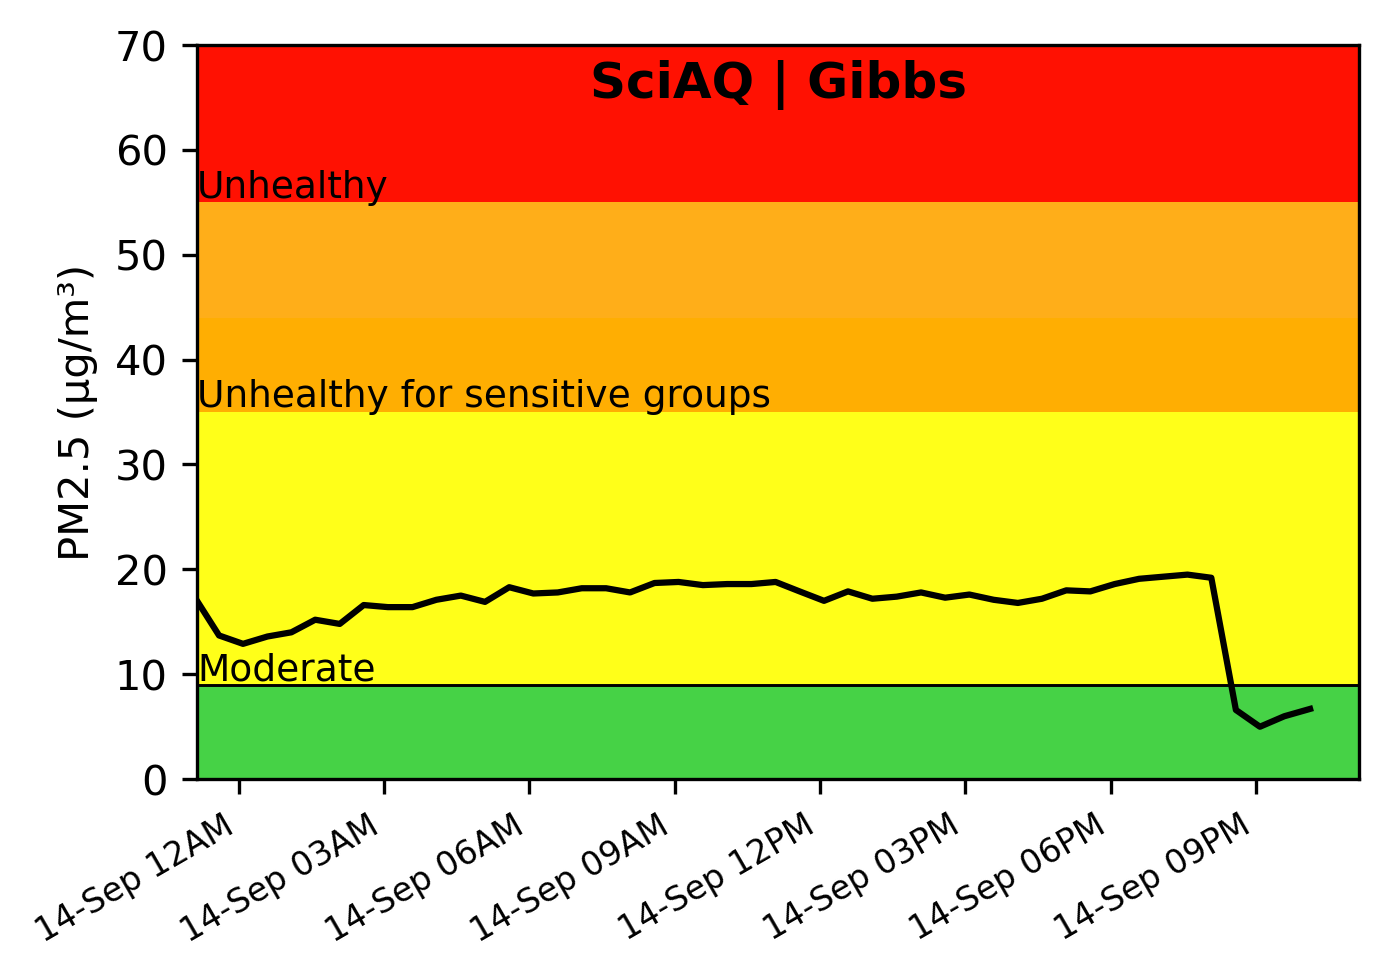 SciAQ | Gibbs
PM2.5 (µg/m³)
70
60
50
40
30
20
10
0
Unhealthy
Unhealthy for sensitive groups
Moderate
14-Sep 12AM
14-Sep 03AM
14-Sep 06AM
14-Sep 09AM
14-Sep 12PM
14-Sep 03PM
14-Sep 06PM
14-Sep 09PM